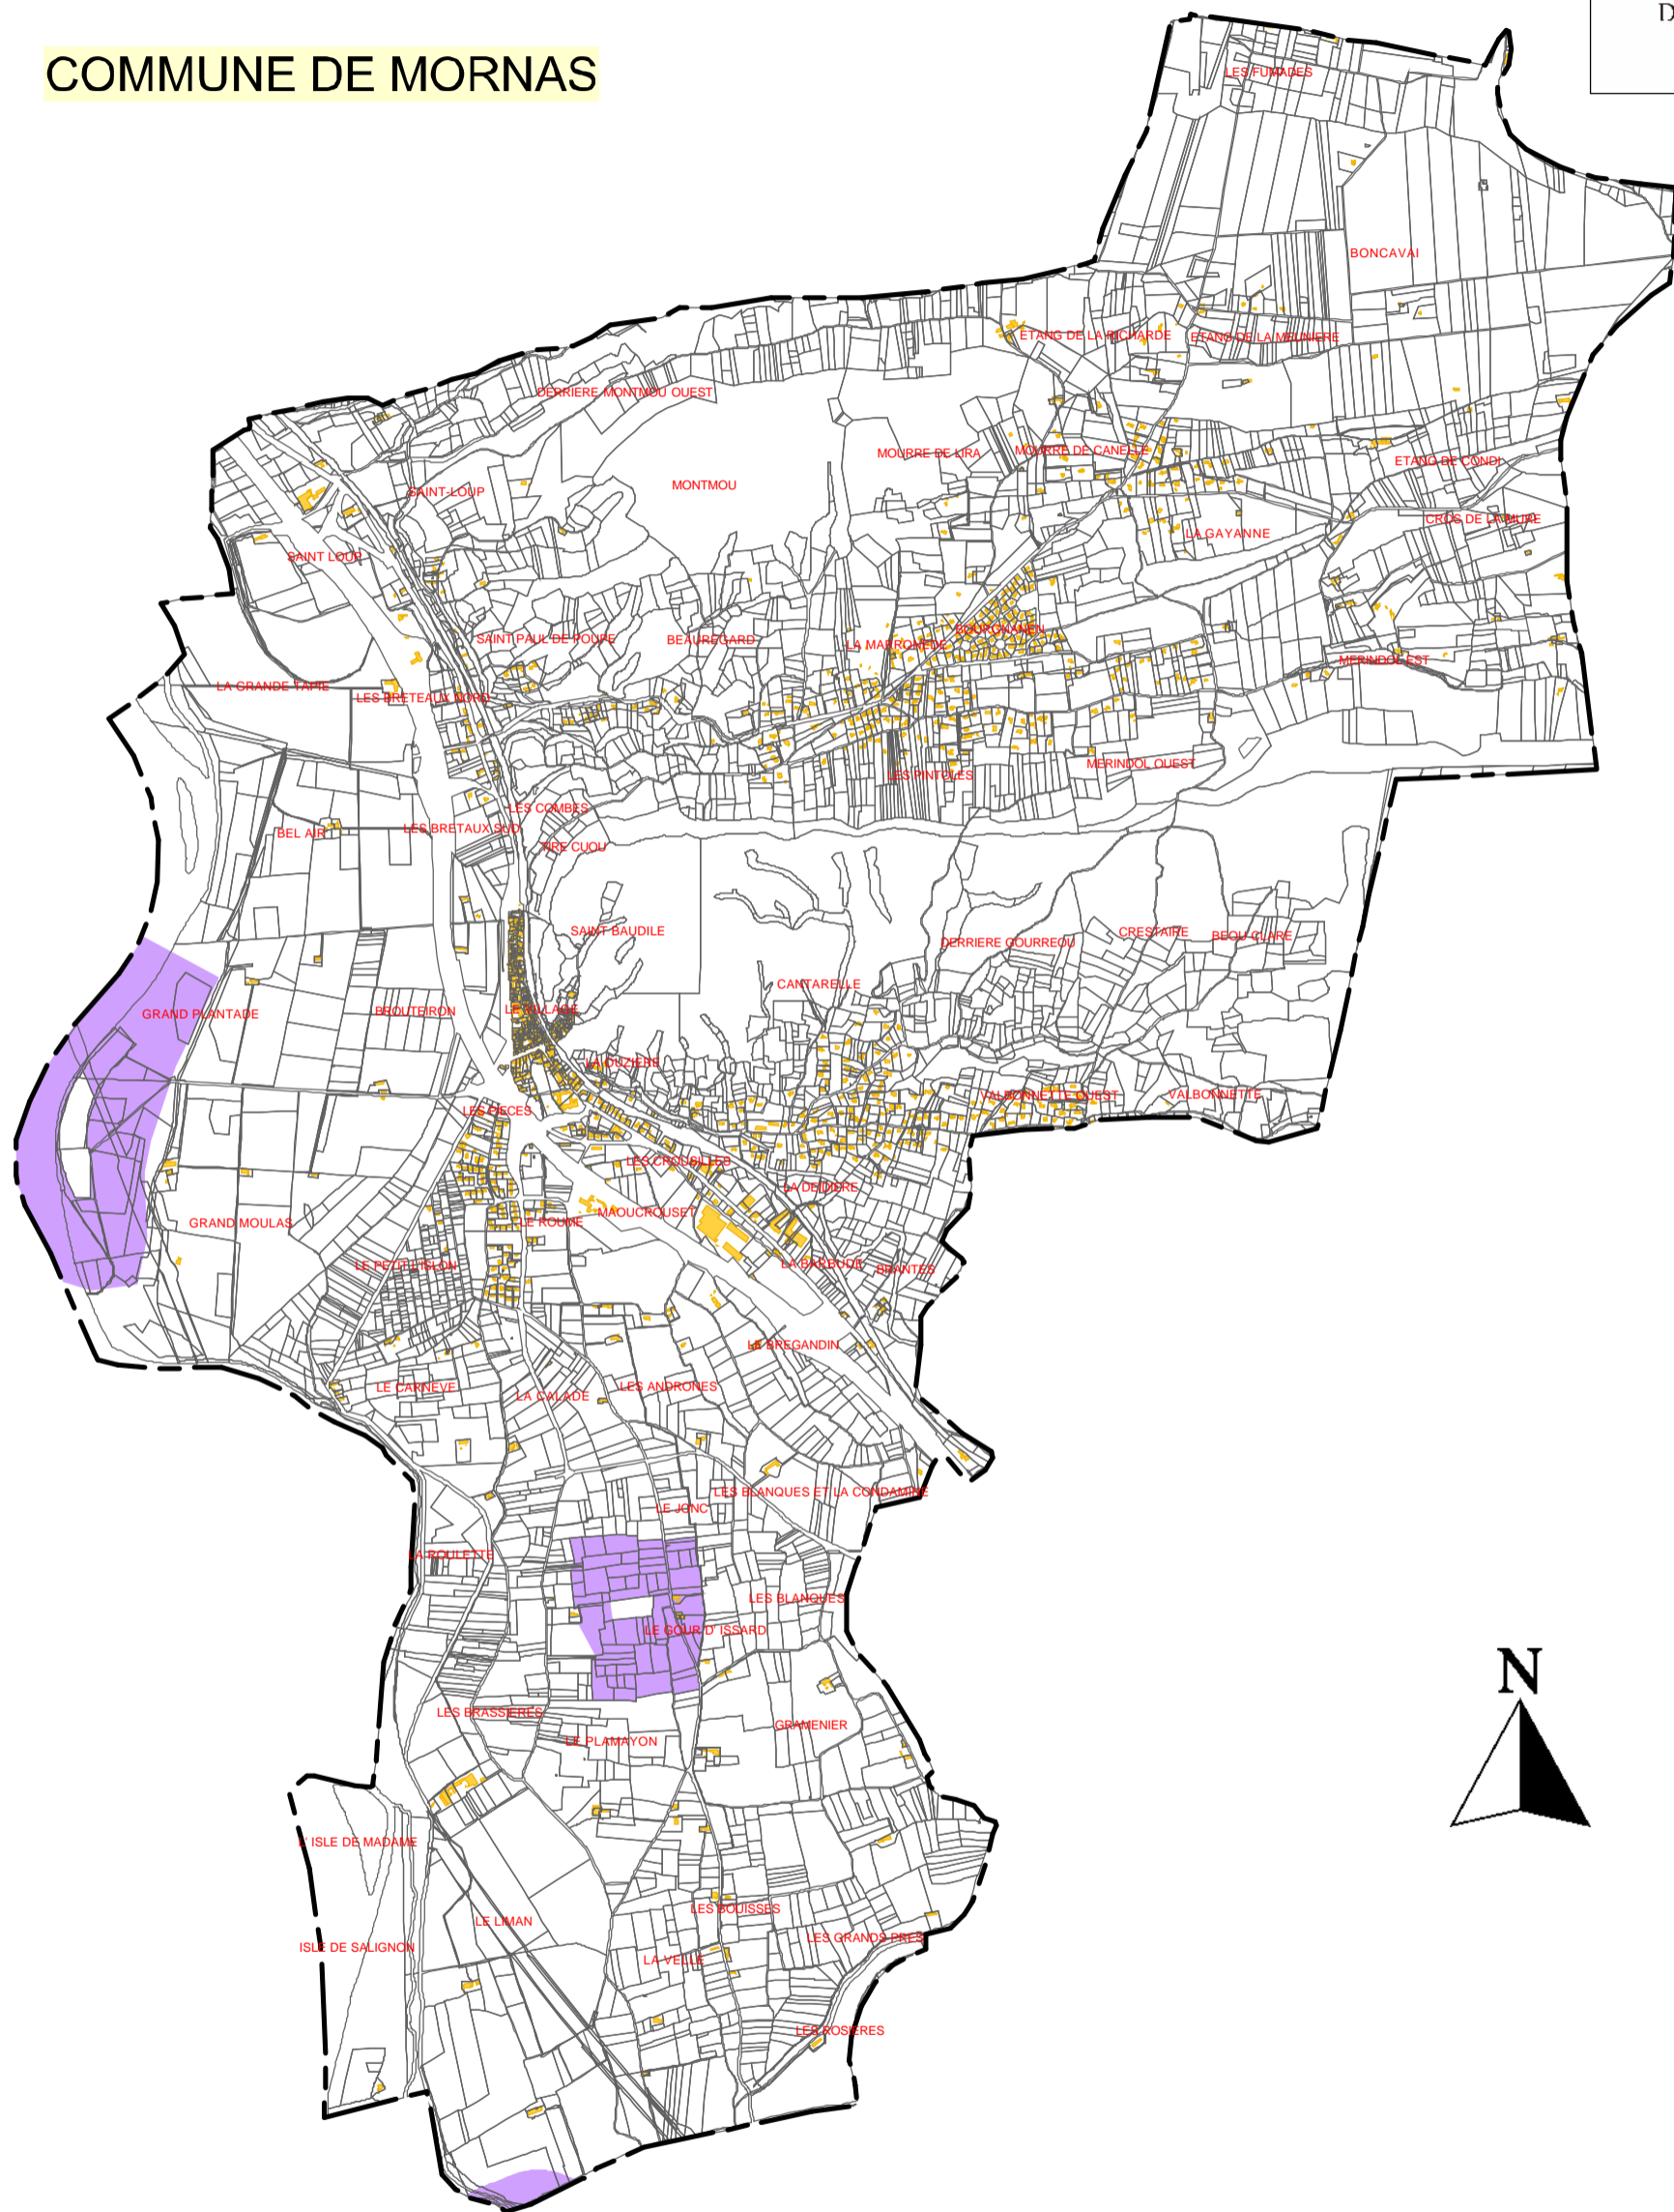 D
COMMUNE DE MORNAS
LES FUMADES
BONCAVAI
ETANG DE LA RICHARDE
ETANG DE LA MEUNIERE
DERRIERE MONTMOU OUEST
MOURRE DE LIRA
MOURRE DE CANELLE
ETANG DE CONDI
MONTMOU
SAINT-LOUP
CROS DE LA MURE
LA GAYANNE
SAINT LOUP
BOURGNANEN
SAINT PAUL DE POUPE
BEAUREGARD
LA MARRONEDE
MERINDOL EST
LA GRANDE TAPIE
LES BRETEAUX NORD
MERINDOL OUEST
LES PINTOLES
LES COMBES
LES BRETAUX SUD
BEL AIR
TIRE CUOU
SAINT BAUDILE
CRESTAIRE
BEOU CLARE
DERRIERE GOURREOU
CANTARELLE
LE VILLAGE
GRAND PLANTADE
BROUTEIRON
LA OUZIERE
VALBONNETTE OUEST
VALBONNETTE
LES PIECES
LES CROUSILLES
LA DEIDIERE
MAOUCROUSET
LE ROUME
GRAND MOULAS
LE PETIT L'ISLON
LA BARBUDE
BRANTES
LE BREGANDIN
LES ANDRONES
LE CARNEVE
LA CALADE
LES BLANQUES ET LA CONDAMINE
LE JONC
LA ROULETTE
LES BLANQUES
LE GOUR D' ISSARD
LES BRASSIERES
GRAMENIER
LE PLAMAYON
N
L' ISLE DE MADAME
LES BOUISSES
LE LIMAN
LES GRANDS PRES
ISLE DE SALIGNON
LA VELLE
LES ROSIERES